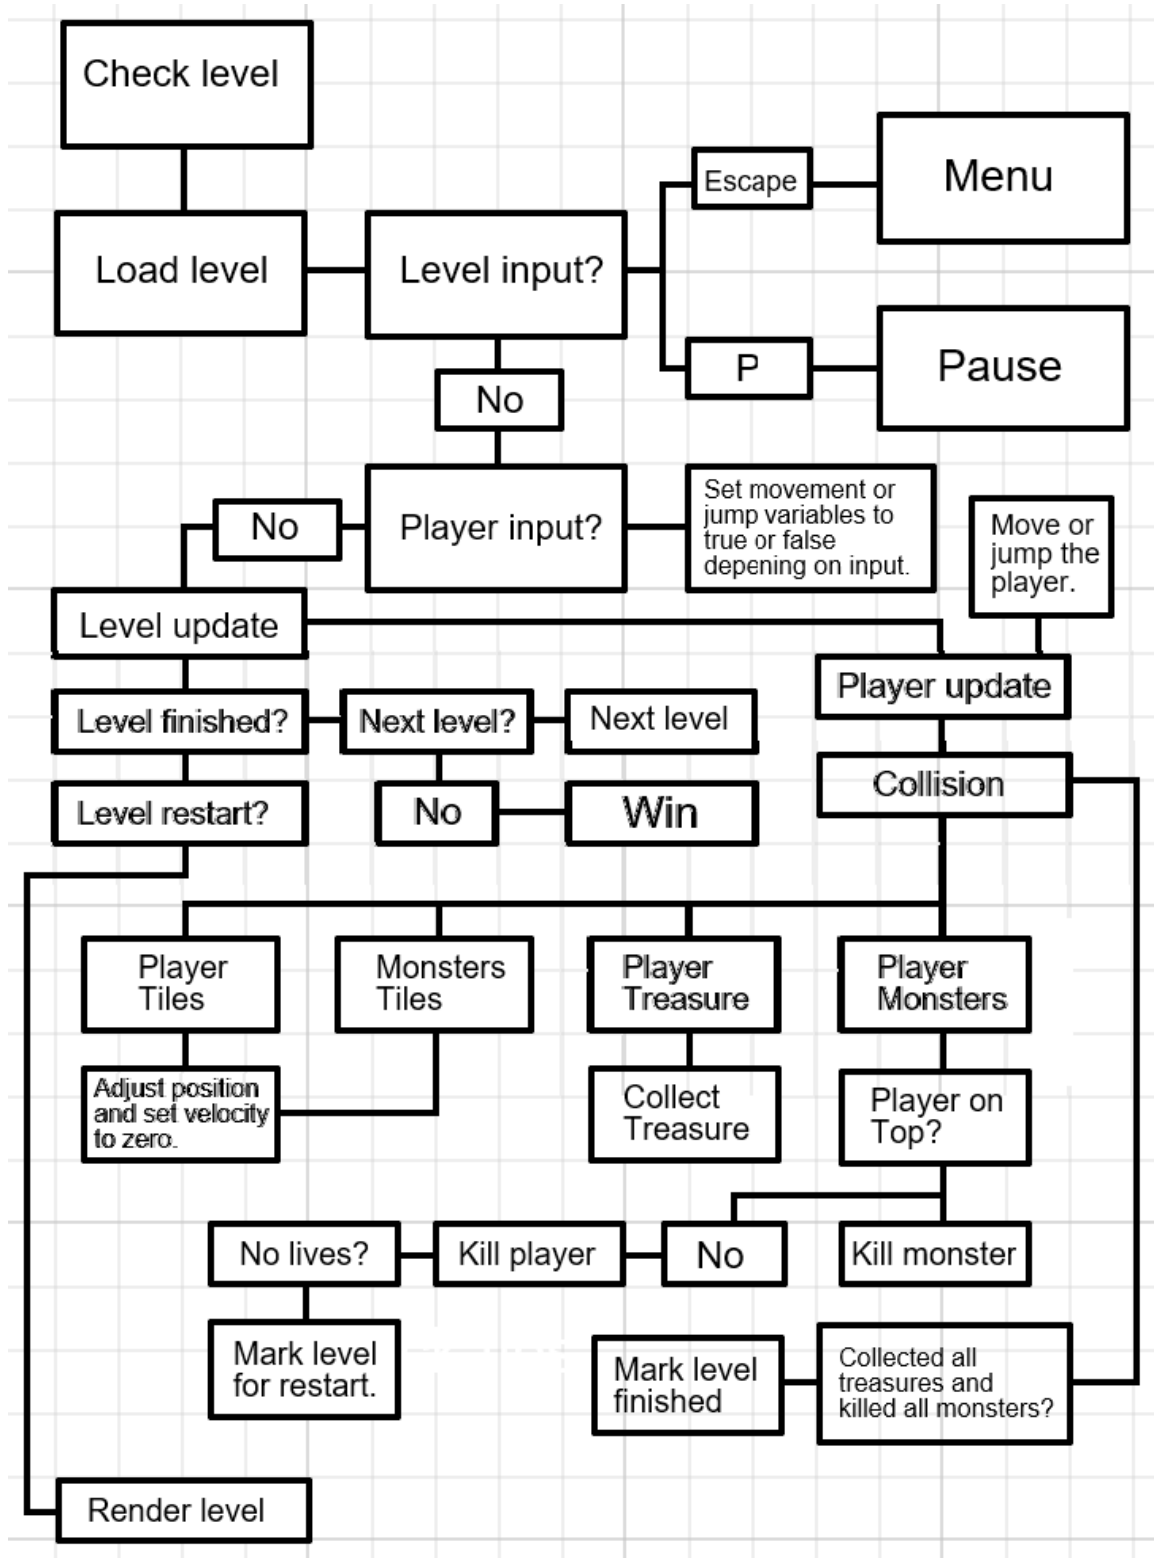 Check level
Escape
Menu
Load level
Level input?
P
Pause
No
Set movement or
jump variables to
true or false
depening on input.
No
Player input?
Move or
jump the
player.
Level update
Player update
Level finished?
Next level?
Next level
Collision
Level restart?
No
Win
Player
Tiles
Monsters
Tiles
Player
Treasure
Player
Monsters
Adjust position
and set velocity
to zero.
Collect
Treasure
Player on
Top?
No lives?
Kill player
No
Kill monster
Mark level
for restart.
Mark level
finished
Collected all
treasures and
killed all monsters?
Render level